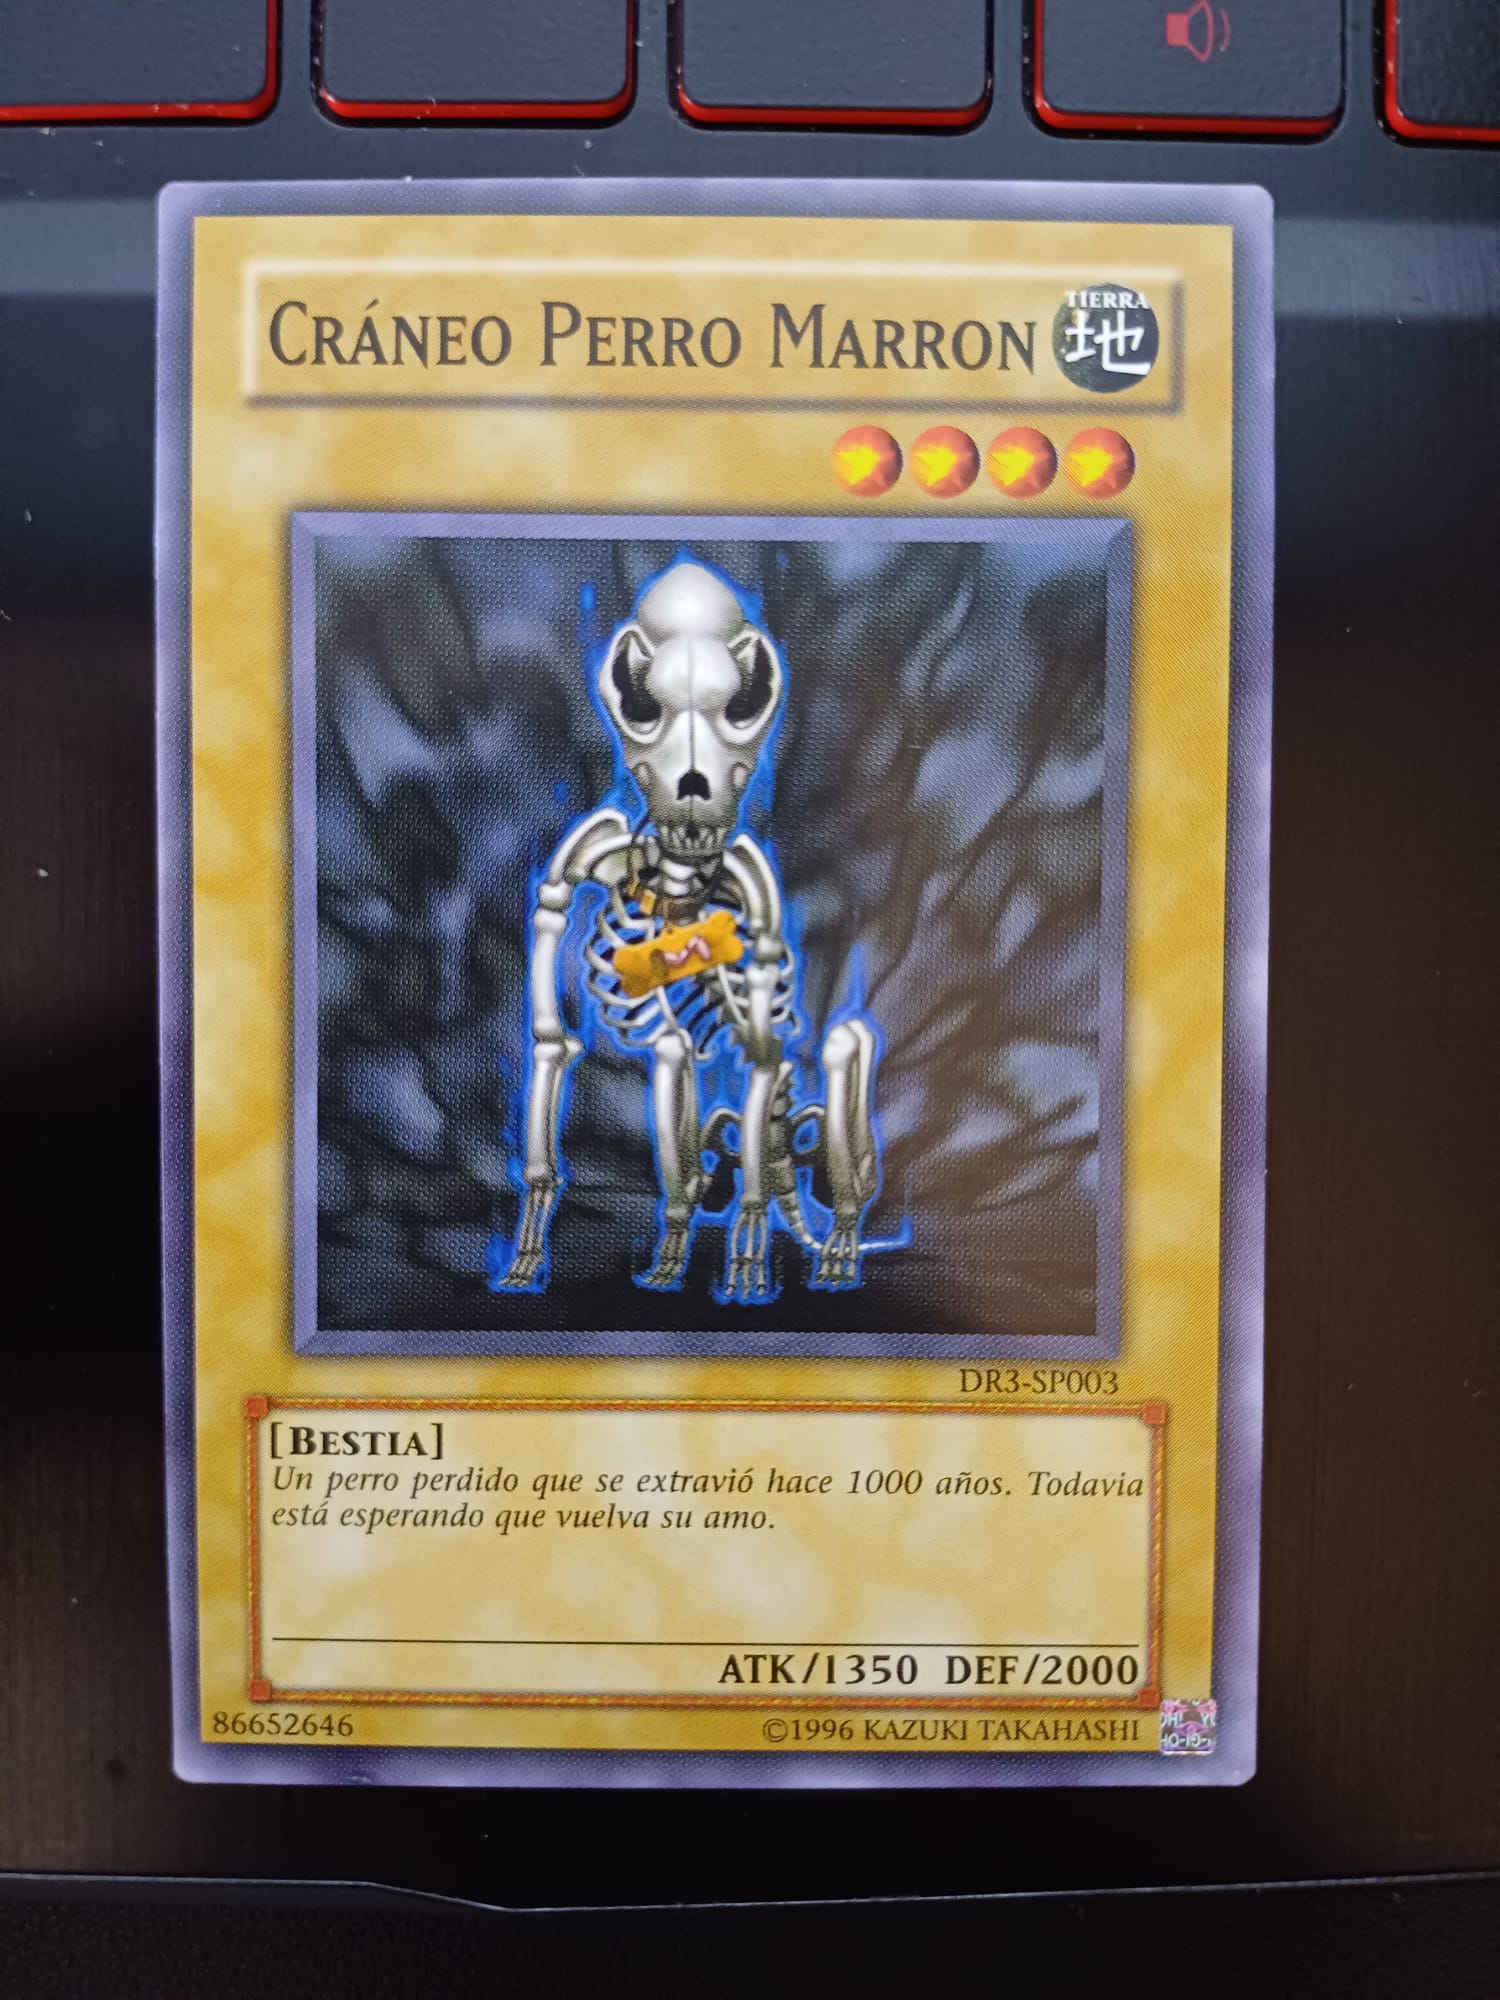 CRÁNEO PERRO MARRON
TIERRA
地
DR3-SP003
[BESTIA]
Un perro perdido que se extravió hace 1000 años. Todavia
está esperando que vuelva su amo.
ATK/1350 DEF/2000
86652646
©1996 KAZUKI TAKAHASHI